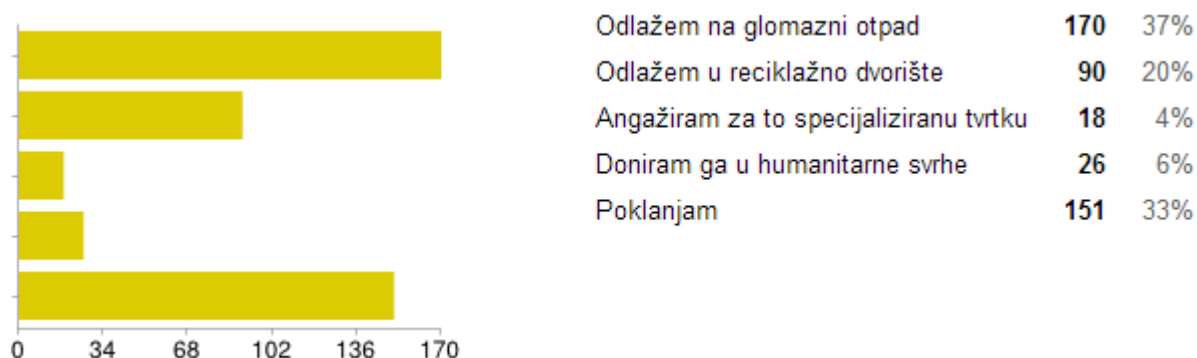 Odlažem na glomazni otpad 170 37%
Odlažem u reciklažno dvorište 90 20%
Angažiram za to specijaliziranu tvrtku 18 4%
Doniram ga u humanitarne svrhe 26 6%
Poklanjam 151 33%
0 34 68 102 136 170